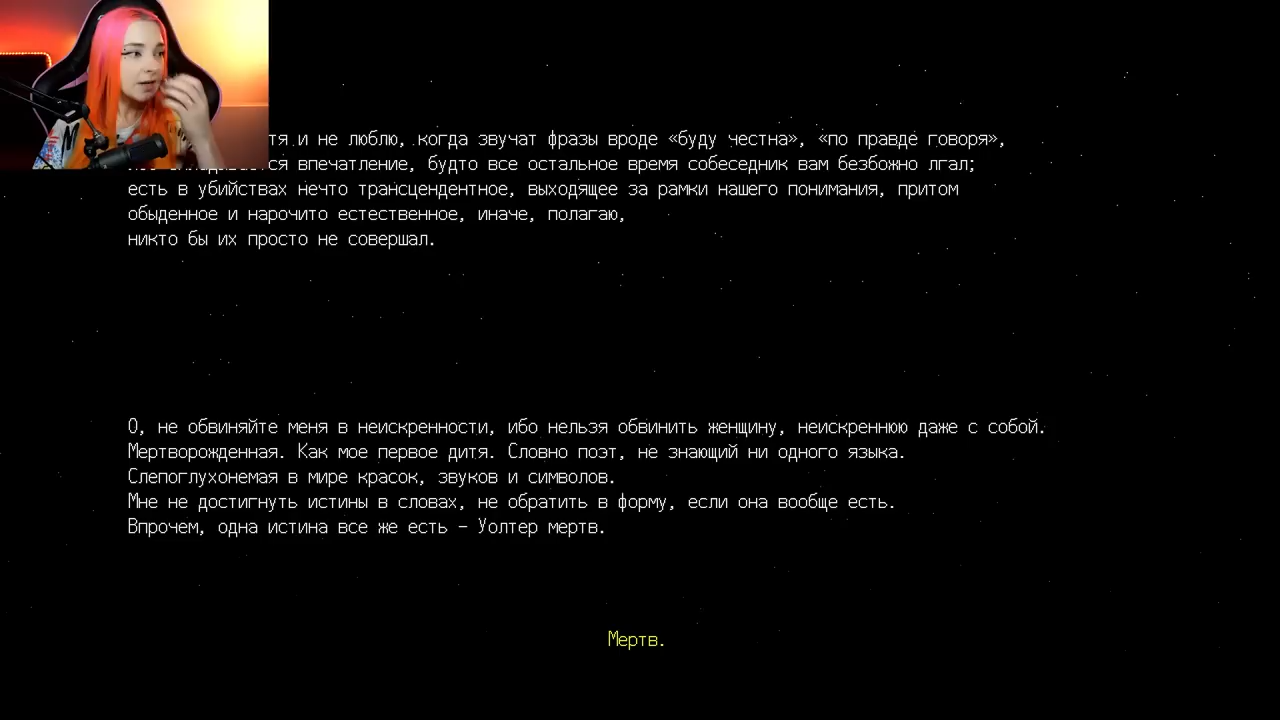 и не люблю, когда звучат фразы вроде «буду честна», «по правде говоря»,
впечатление, будто все остальное время собеседник вам безбожно лгал;
есть в убийствах нечто трансцендентное, выходящее за рамки нашего понимания, притом
обыденное и нарочито естественное, иначе, полагаю,
никто бы их просто не совершал.
О, не обвиняйте меня в неискренности, ибо нельзя обвинить женщину, неискреннюю даже с собой.
Мертворожденная. Как мое первое дитя. Словно поэт, не знающий ни одного языка.
Слепоглухонемая в мире красок, звуков и символов.
Мне не достигнуть истины в словах, не обратить в форму, если она вообще есть.
Впрочем, одна истина все же есть – Уолтер мертв.
Мертв.